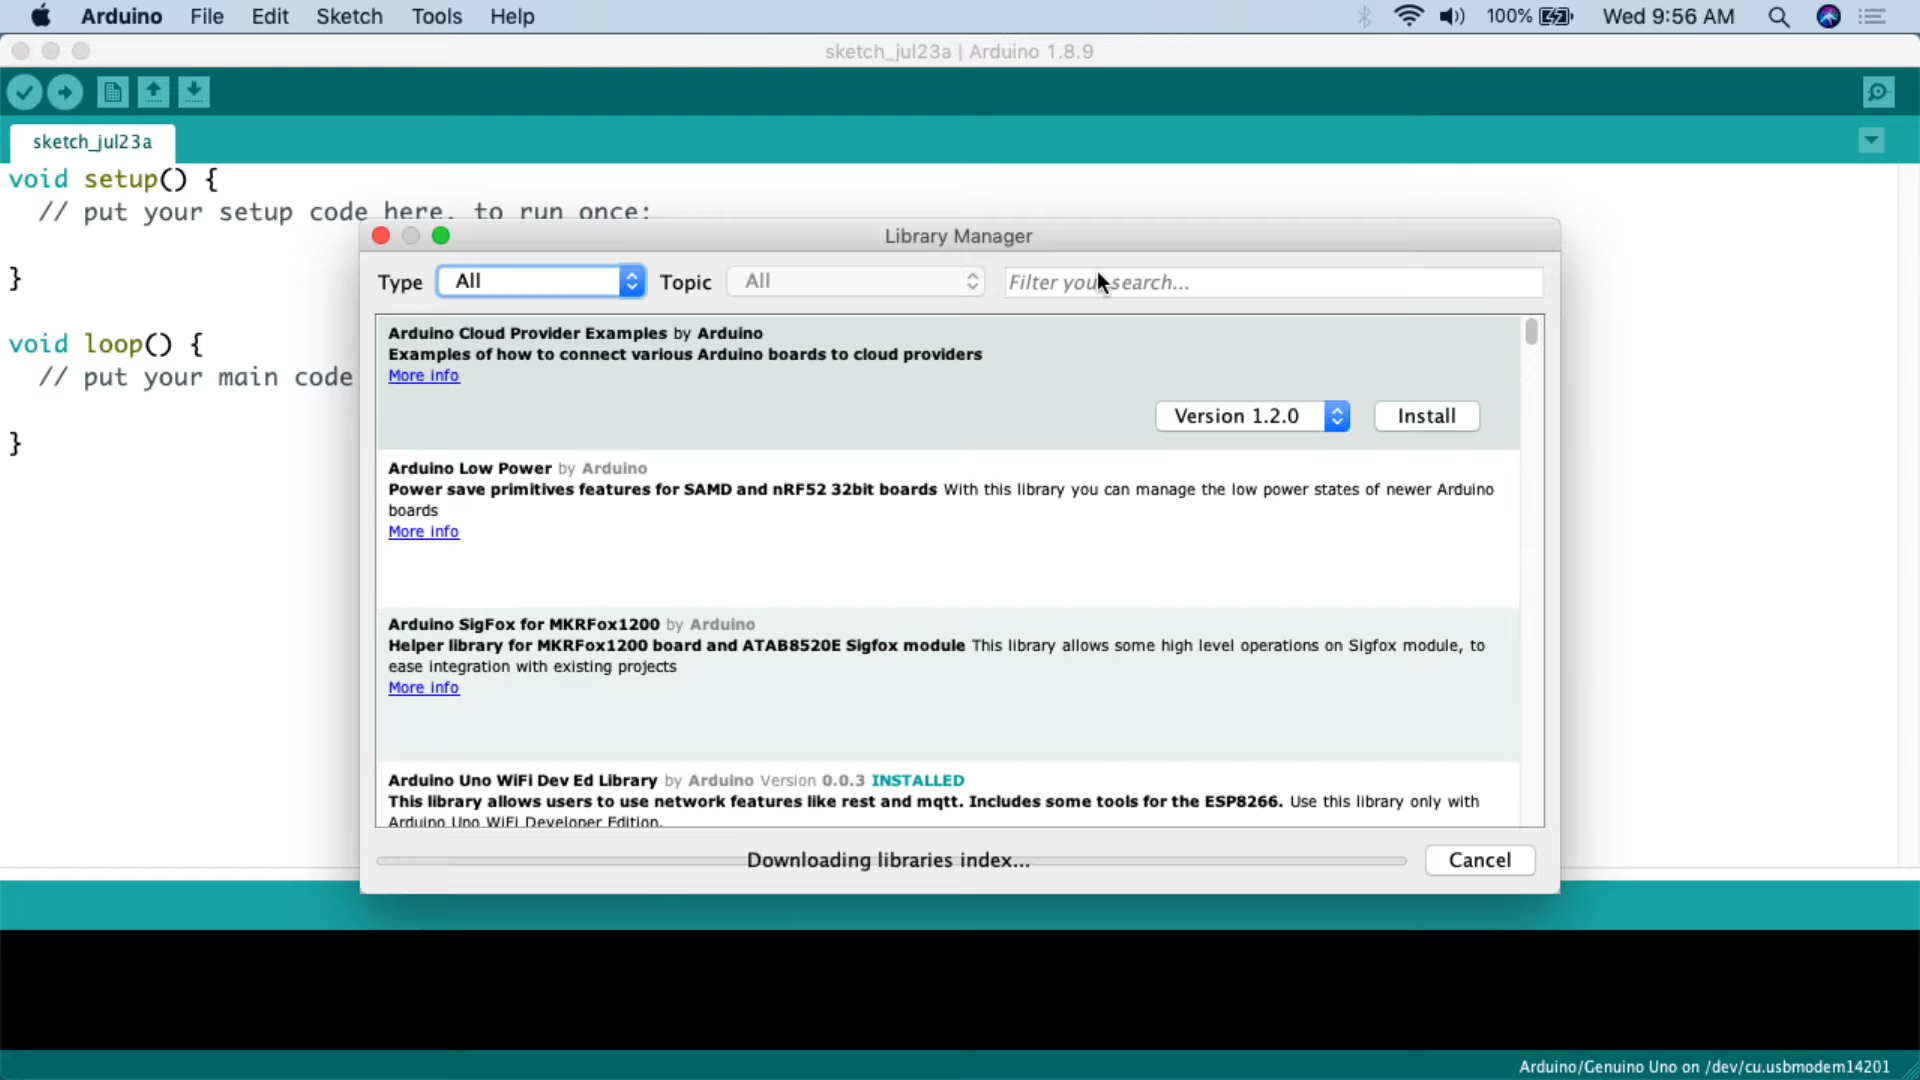 Arduino File Edit Sketch Tools Help 100% Wed 9:56 AM
sketch_jul23a | Arduino 1.8.9
sketch_jul23a
void setup() {
// put your setup code here, to run once:
}
void loop() {
// put your main code
}
Library Manager
Type All Topic All Filter your search...
Arduino Cloud Provider Examples by Arduino
Examples of how to connect various Arduino boards to cloud providers
More info
Version 1.2.0 Install
Arduino Low Power by Arduino
Power save primitives features for SAMD and nRF52 32bit boards With this library you can manage the low power states of newer Arduino
boards
More info
Arduino SigFox for MKRFox1200 by Arduino
Helper library for MKRFox1200 board and ATAB8520E Sigfox module This library allows some high level operations on Sigfox module, to
ease integration with existing projects
More info
Arduino Uno WiFi Dev Ed Library by Arduino Version 0.0.3 INSTALLED
This library allows users to use network features like rest and mqtt. Includes some tools for the ESP8266. Use this library only with
Arduino Uno WiFi Developer Edition.
Downloading libraries index... Cancel
Arduino/Genuino Uno on /dev/cu.usbmodem14201